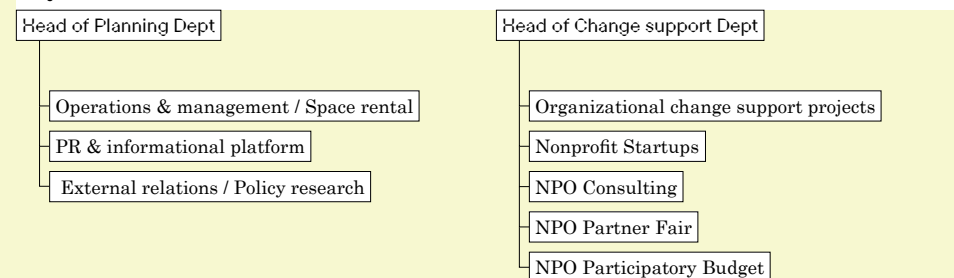 Head of Planning Dept
Operations & management / Space rental
PR & informational platform
External relations / Policy research
Head of Change support Dept
Organizational change support projects
Nonprofit Startups
NPO Consulting
NPO Partner Fair
NPO Participatory Budget